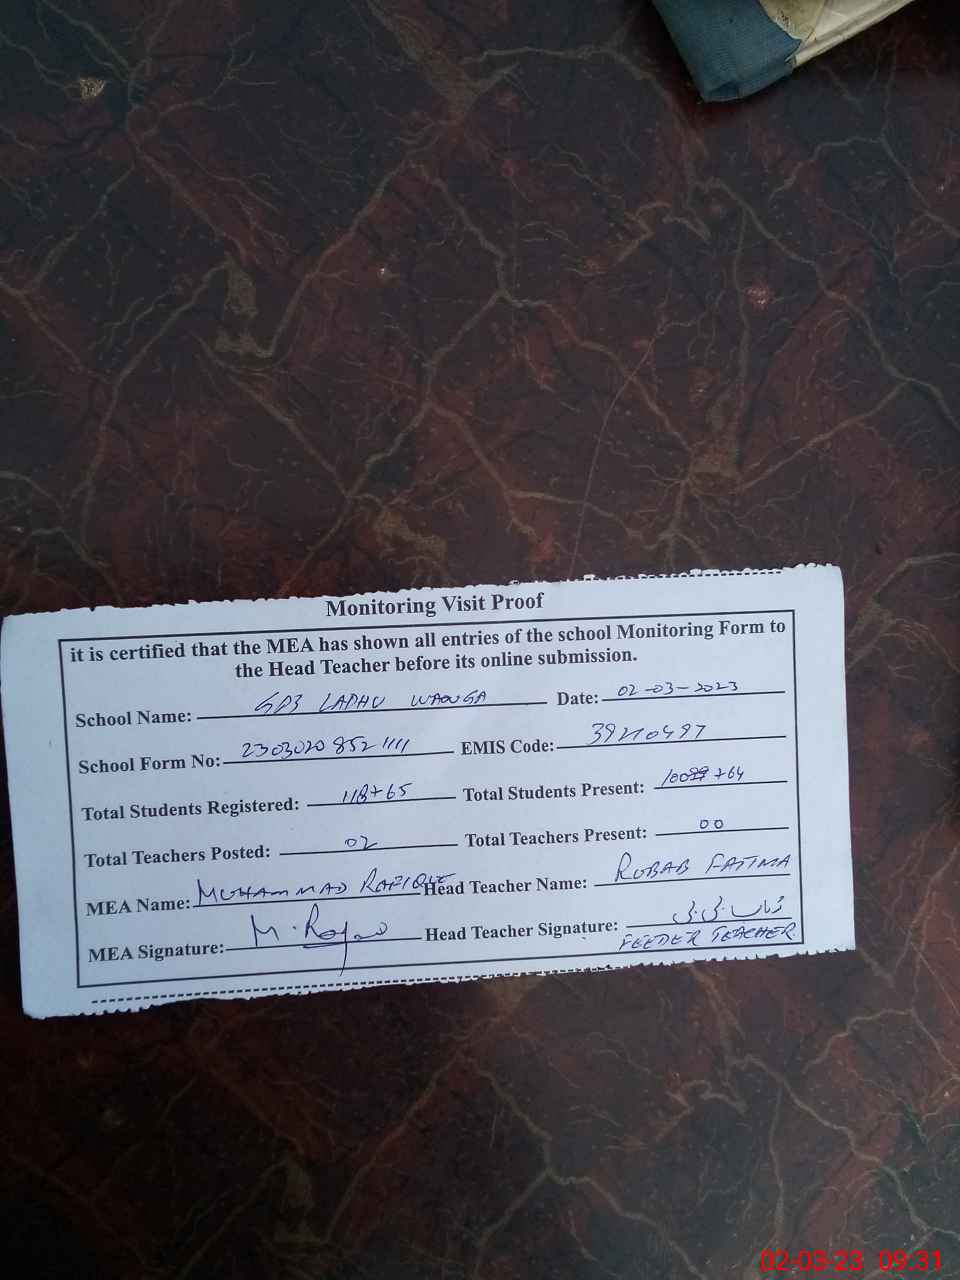 Monitoring Visit Proof
it is certified that the MEA has shown all entries of the school Monitoring Form to
the Head Teacher before its online submission.
School Name: GPS LADHU Date: 02-03-2023
School Form No: 2303020 852 1111 EMIS Code: 39210497
Total Students Registered: 118+65 Total Students Present: +64
Total Teachers Posted: 02 Total Teachers Present: 00
MEA Name: MUHAMMAD RAFIQUE Head Teacher Name: RUBAB FATIMA
MEA Signature: Head Teacher Signature:
FEEDER TEACHER
02-03-23 09:31